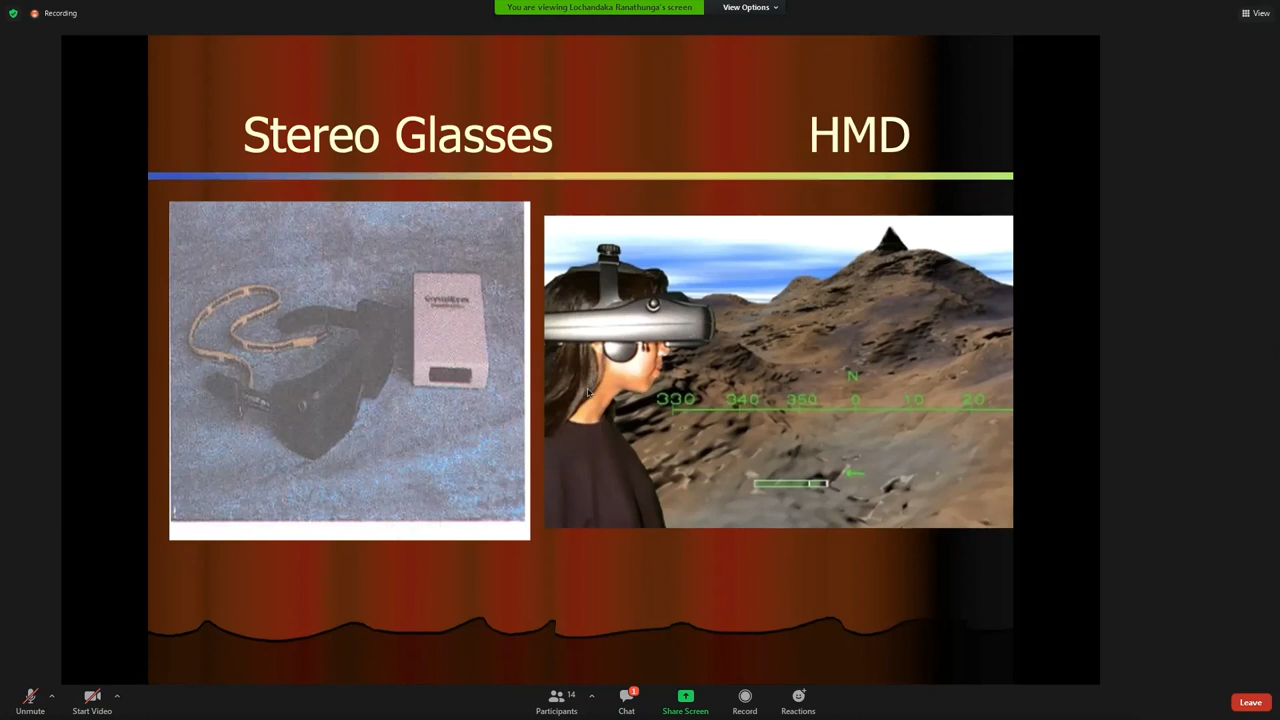 Recording
You are viewing Lochandaka Ranathunga's screen
View Options
View
Stereo Glasses
HMD
CrystalEyes
N
330 340 350 0 10 20
Unmute
Start Video
14
Participants
1
Chat
Share Screen
Record
Reactions
Leave